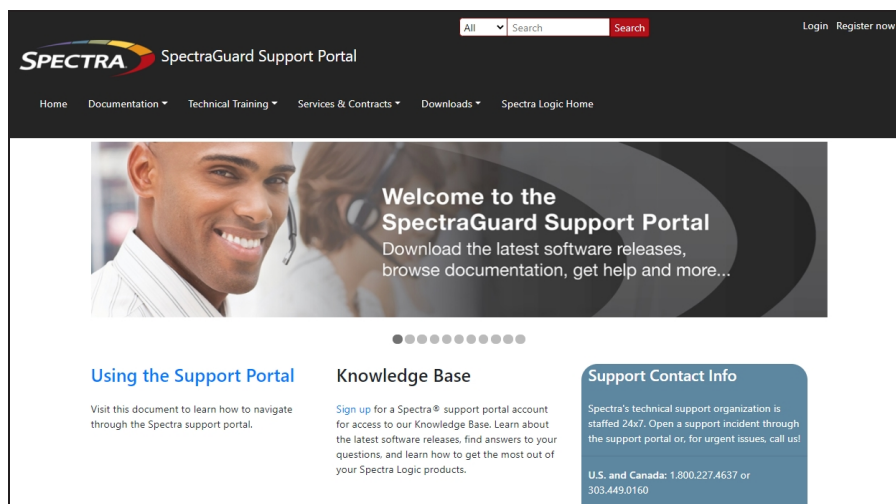 All Search Search Login Register now
SPECTRA SpectraGuard Support Portal
Home Documentation Technical Training Services & Contracts Downloads Spectra Logic Home
Welcome to the
SpectraGuard Support Portal
Download the latest software releases,
browse documentation, get help and more...
Using the Support Portal
Visit this document to learn how to navigate
through the Spectra support portal.
Knowledge Base
Sign up for a Spectra® support portal account
for access to our Knowledge Base. Learn about
the latest software releases, find answers to your
questions, and learn how to get the most out of
your Spectra Logic products.
Support Contact Info
Spectra's technical support organization is
staffed 24x7. Open a support incident through
the support portal or, for urgent issues, call us!
U.S. and Canada: 1.800.227.4637 or
303.449.0160